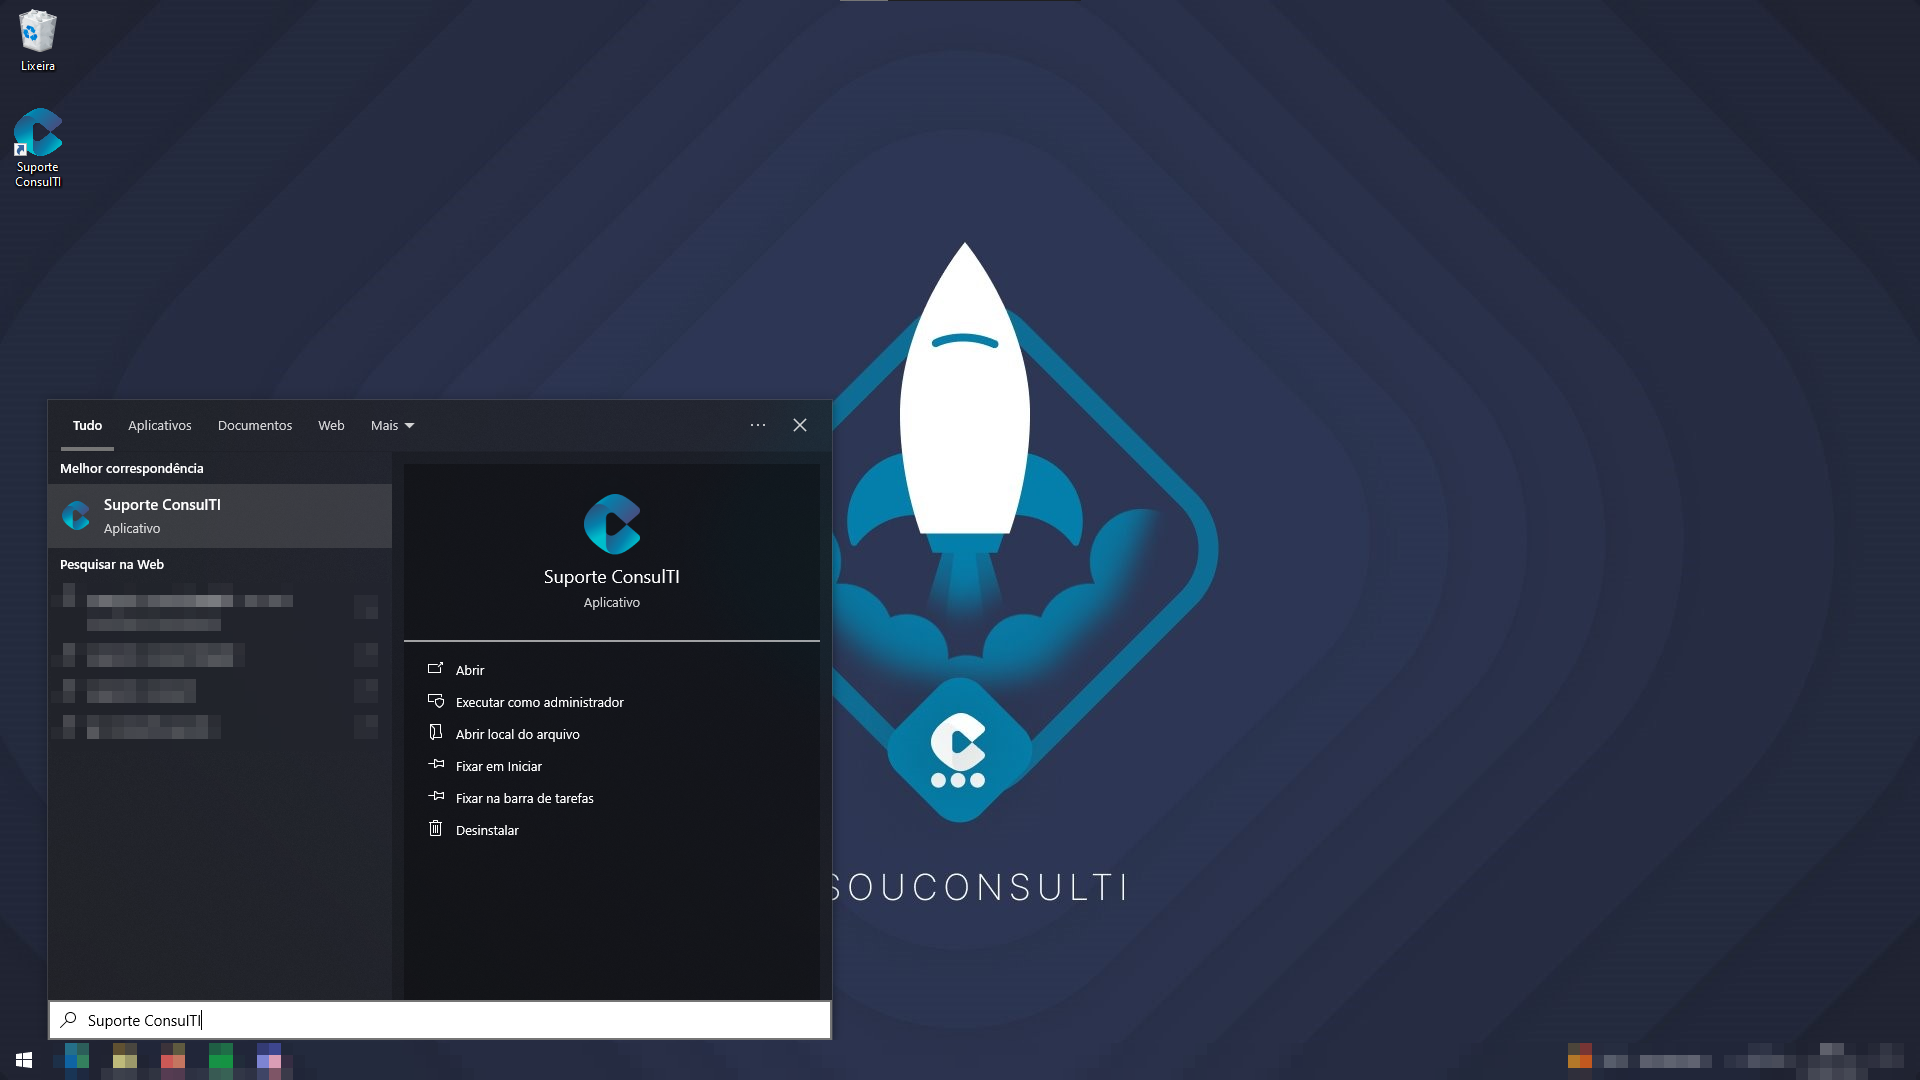 Lixeira
Suporte
ConsulTI
Tudo
Aplicativos
Documentos
Web
Mais
Melhor correspondência
Suporte ConsulTI
Aplicativo
Pesquisar na Web
Suporte ConsulTI
Aplicativo
Abrir
Executar como administrador
Abrir local do arquivo
Fixar em Iniciar
Fixar na barra de tarefas
Desinstalar
SOUCONSULTI
Suporte ConsulTI